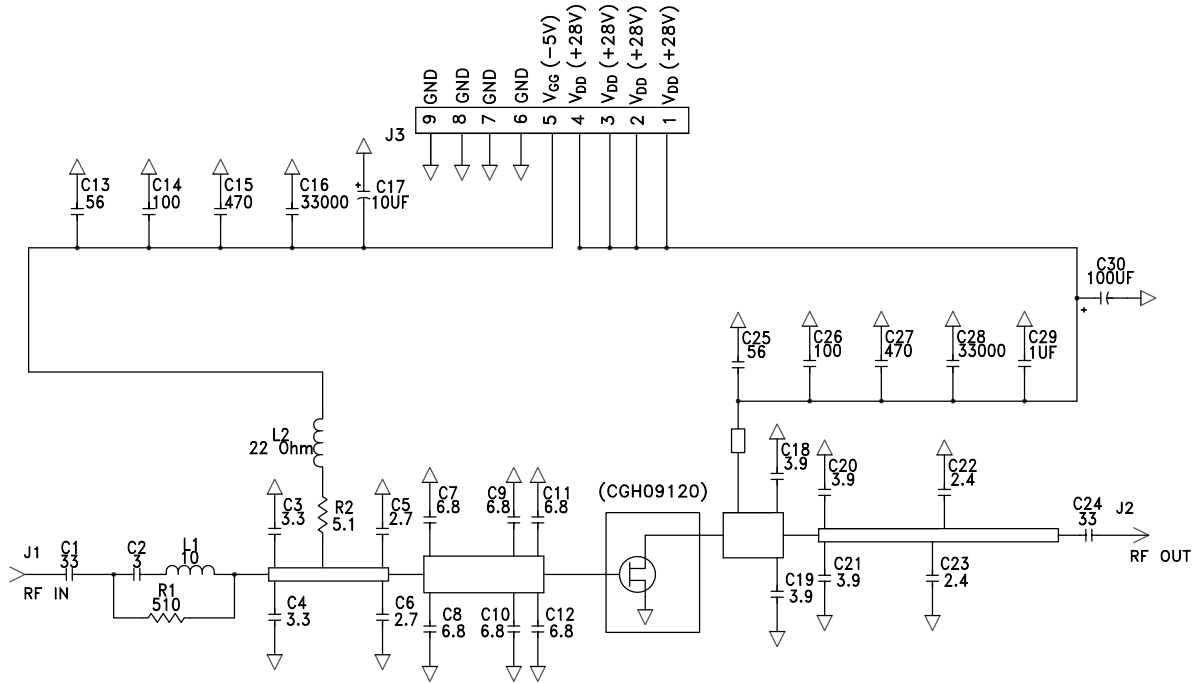 GND
GND
GND
GND
VGG (-5V)
VDD (+28V)
VDD (+28V)
VDD (+28V)
VDD (+28V)
J3
9
8
7
6
5
4
3
2
1
C13
56
C14
100
C15
470
C16
33000
+
C17
10UF
C30
100UF
+
C25
56
C26
100
C27
470
C28
33000
C29
1UF
L2
22 Ohm
R2
5.1
C3
3.3
C5
2.7
C7
6.8
C9
6.8
C11
6.8
(CGH09120)
C18
3.9
C20
3.9
C22
2.4
C24
33
J2
RF OUT
J1
RF IN
C1
33
C2
3
L1
10
R1
510
C4
3.3
C6
2.7
C8
6.8
C10
6.8
C12
6.8
C19
3.9
C21
3.9
C23
2.4